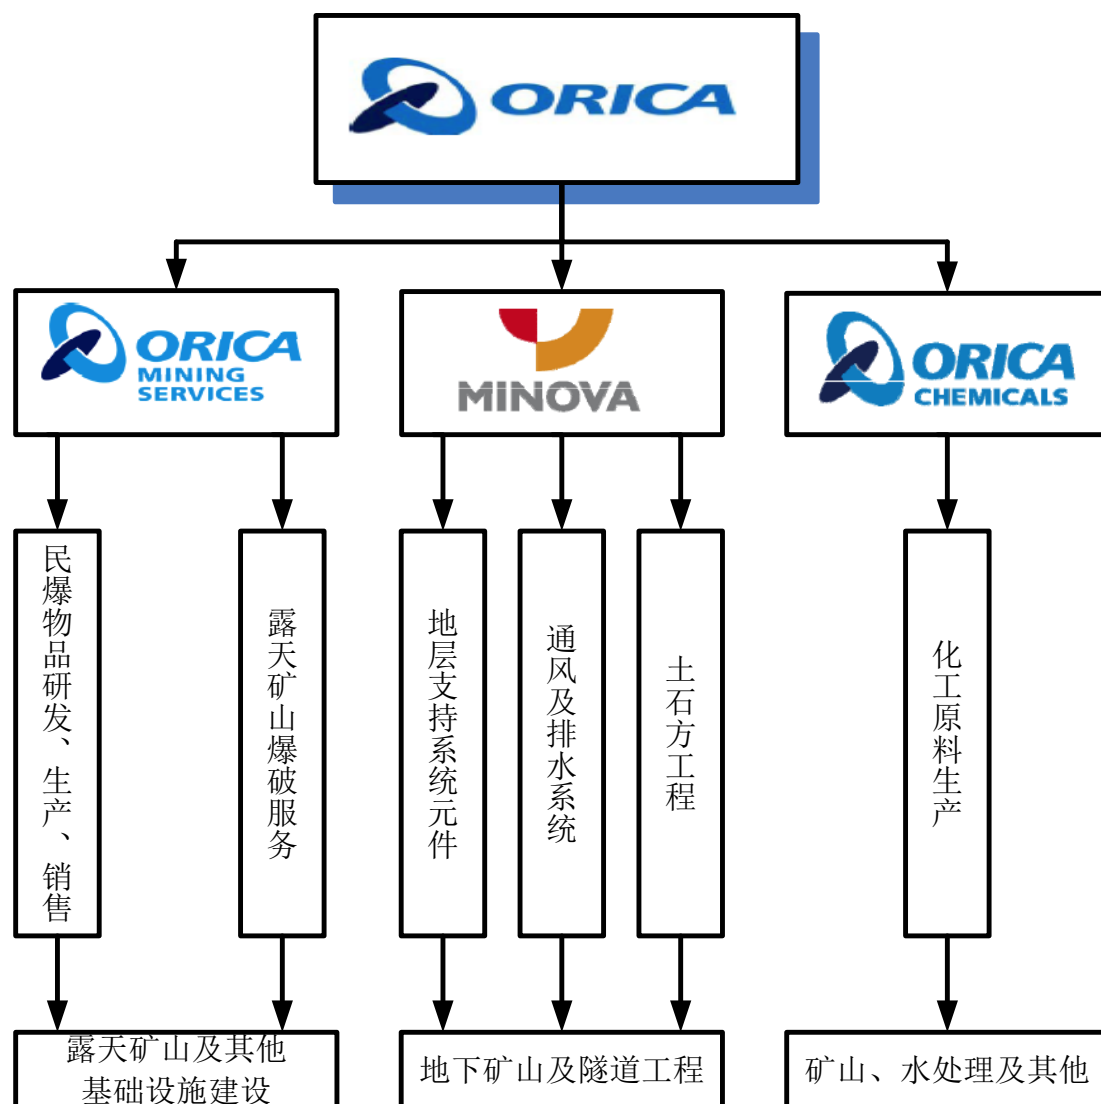 ORICA
ORICA
MINING
SERVICES
MINOVA
ORICA
CHEMICALS
民爆物品研发、生产、销售
露天矿山爆破服务
地层支持系统元件
通风及排水系统
土石方工程
化工原料生产
露天矿山及其他
基础设施建设
地下矿山及隧道工程
矿山、水处理及其他